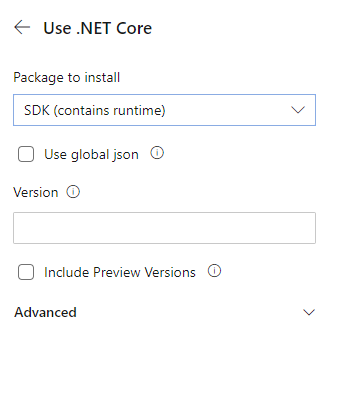 Use .NET Core
Package to install
SDK (contains runtime)
Use global json
Version
Include Preview Versions
Advanced